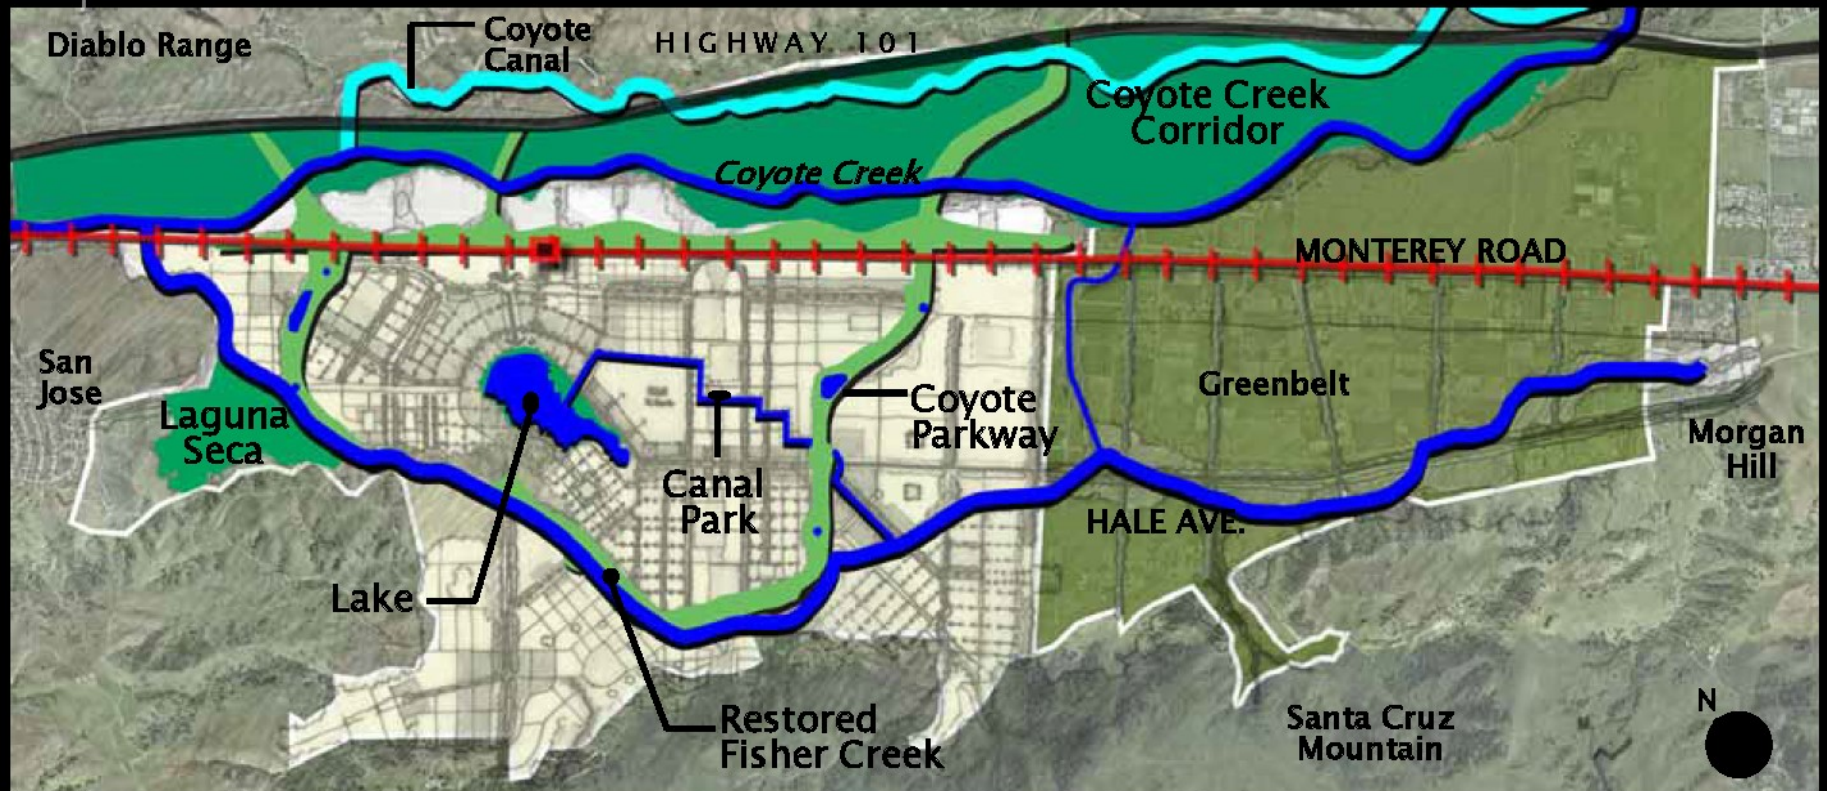 Diablo Range
Coyote
Canal
HIGHWAY 101
Coyote Creek
Corridor
Coyote Creek
MONTEREY ROAD
San
Jose
Laguna
Seca
Greenbelt
Coyote
Parkway
Morgan
Hill
Canal
Park
HALE AVE.
Lake
Restored
Fisher Creek
Santa Cruz
Mountain
N